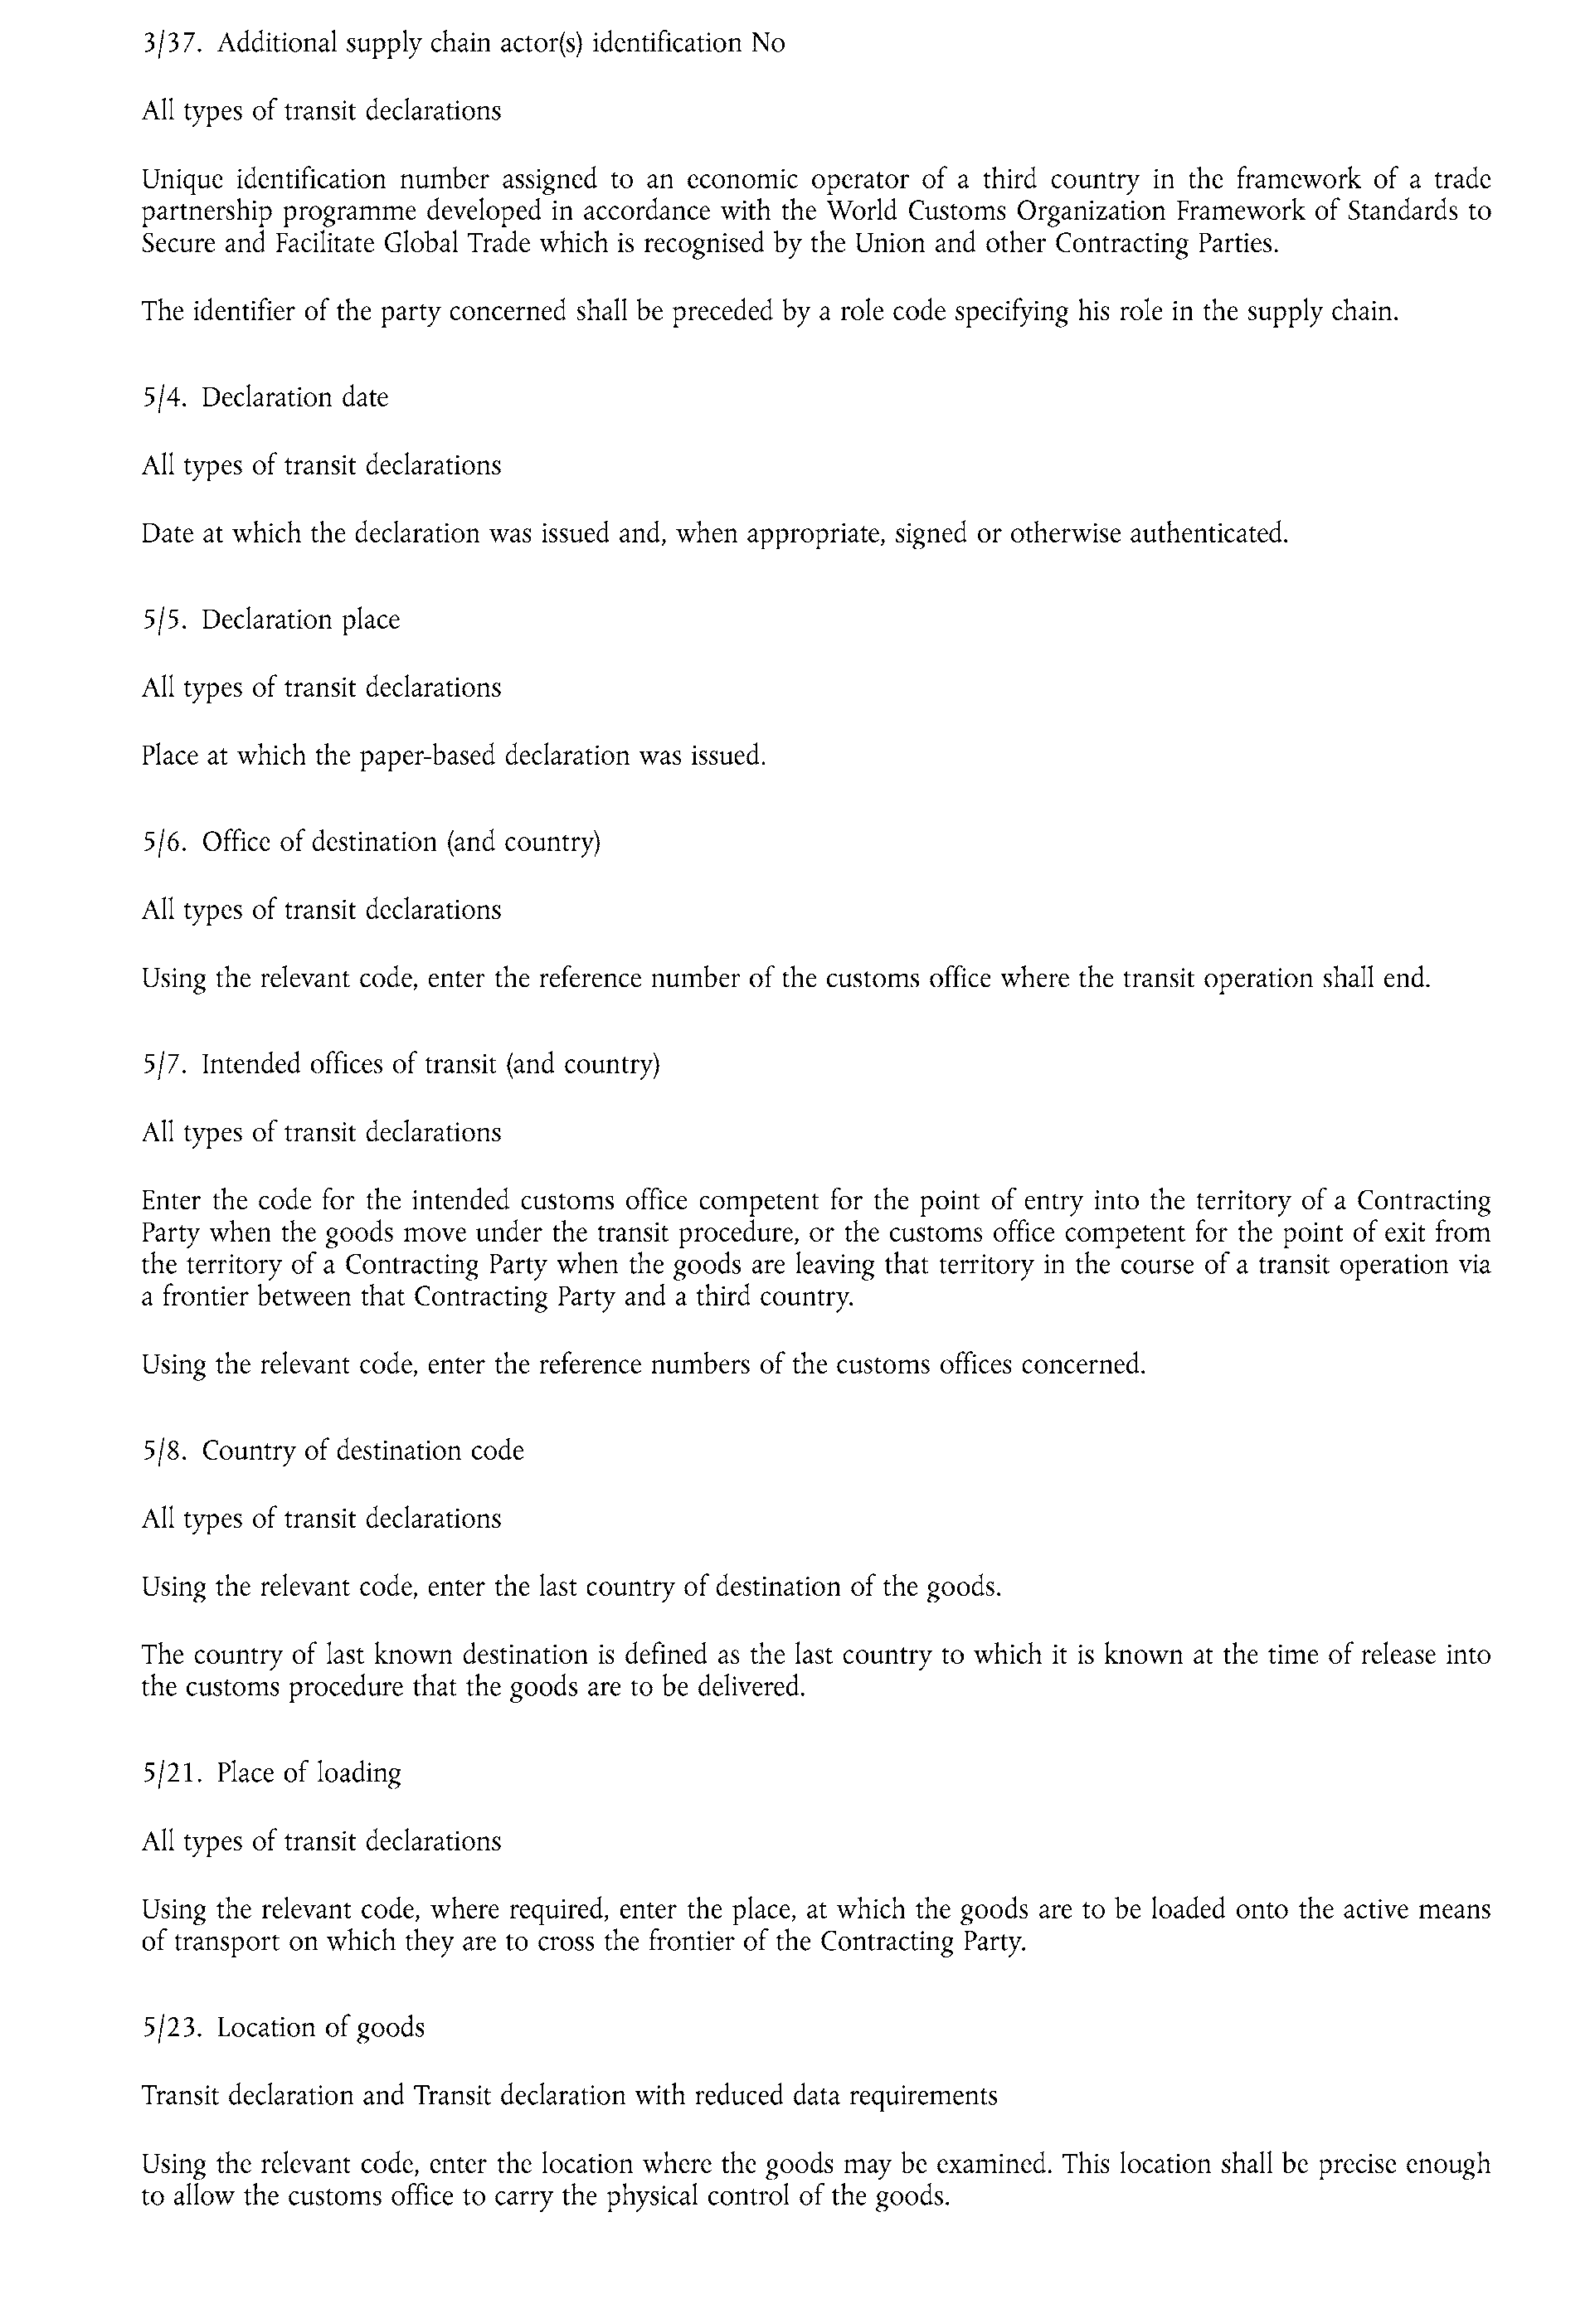 3/37. Additional supply chain actor(s) identification No
All types of transit declarations
Unique identification number assigned to an economic operator of a third country in the framework of a trade
partnership programme developed in accordance with the World Customs Organization Framework of Standards to
Secure and Facilitate Global Trade which is recognised by the Union and other Contracting Parties.
The identifier of the party concerned shall be preceded by a role code specifying his role in the supply chain.
5/4. Declaration date
All types of transit declarations
Date at which the declaration was issued and, when appropriate, signed or otherwise authenticated.
5/5. Declaration place
All types of transit declarations
Place at which the paper-based declaration was issued.
5/6. Office of destination (and country)
All types of transit declarations
Using the relevant code, enter the reference number of the customs office where the transit operation shall end.
5/7. Intended offices of transit (and country)
All types of transit declarations
Enter the code for the intended customs office competent for the point of entry into the territory of a Contracting
Party when the goods move under the transit procedure, or the customs office competent for the point of exit from
the territory of a Contracting Party when the goods are leaving that territory in the course of a transit operation via
a frontier between that Contracting Party and a third country.
Using the relevant code, enter the reference numbers of the customs offices concerned.
5/8. Country of destination code
All types of transit declarations
Using the relevant code, enter the last country of destination of the goods.
The country of last known destination is defined as the last country to which it is known at the time of release into
the customs procedure that the goods are to be delivered.
5/21. Place of loading
All types of transit declarations
Using the relevant code, where required, enter the place, at which the goods are to be loaded onto the active means
of transport on which they are to cross the frontier of the Contracting Party.
5/23. Location of goods
Transit declaration and Transit declaration with reduced data requirements
Using the relevant code, enter the location where the goods may be examined. This location shall be precise enough
to allow the customs office to carry the physical control of the goods.